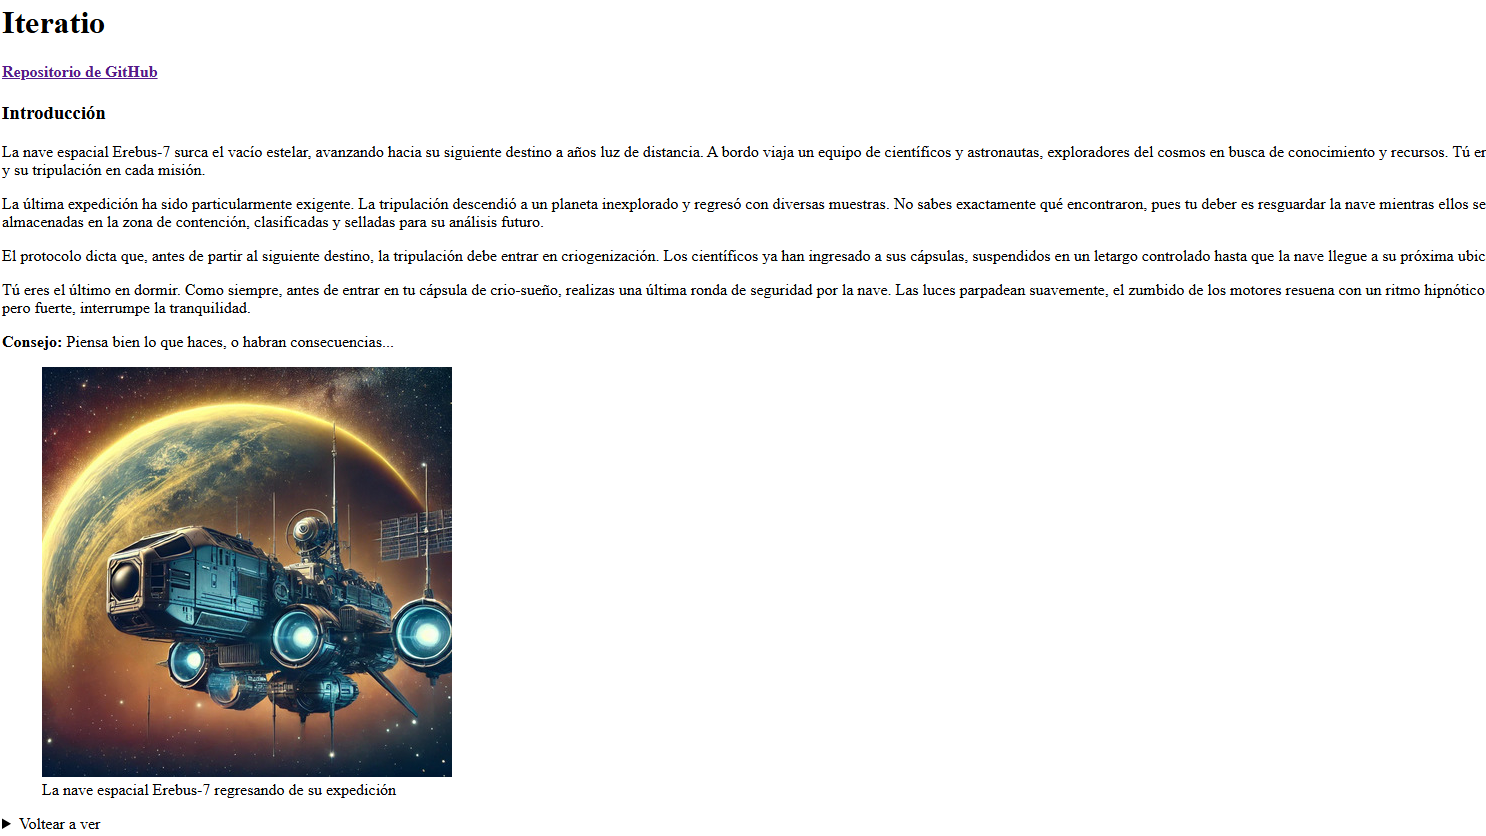 Iteratio
Repositorio de GitHub
Introducción
La nave espacial Erebus-7 surca el vacío estelar, avanzando hacia su siguiente destino a años luz de distancia. A bordo viaja un equipo de científicos y astronautas, exploradores del cosmos en busca de conocimiento y recursos. Tú er
y su tripulación en cada misión.
La última expedición ha sido particularmente exigente. La tripulación descendió a un planeta inexplorado y regresó con diversas muestras. No sabes exactamente qué encontraron, pues tu deber es resguardar la nave mientras ellos se
almacenadas en la zona de contención, clasificadas y selladas para su análisis futuro.
El protocolo dicta que, antes de partir al siguiente destino, la tripulación debe entrar en criogenización. Los científicos ya han ingresado a sus cápsulas, suspendidos en un letargo controlado hasta que la nave llegue a su próxima ubic
Tú eres el último en dormir. Como siempre, antes de entrar en tu cápsula de crio-sueño, realizas una última ronda de seguridad por la nave. Las luces parpadean suavemente, el zumbido de los motores resuena con un ritmo hipnótico
pero fuerte, interrumpe la tranquilidad.
Consejo: Piensa bien lo que haces, o habran consecuencias...
La nave espacial Erebus-7 regresando de su expedición
Voltear a ver